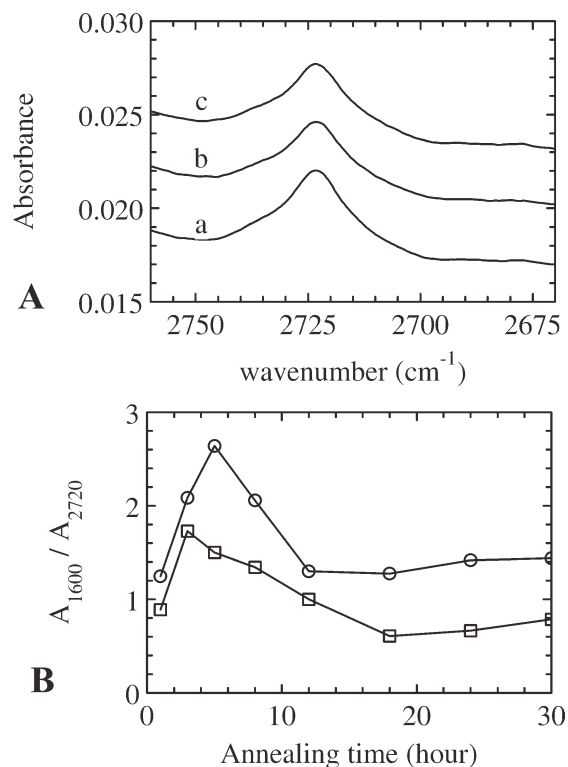 0.030
0.025
0.020
0.015
Absorbance
c
b
a
A
2750 2725 2700 2675
wavenumber (cm⁻¹)
3
2
1
0
A₁₆₀₀ / A₂₇₂₀
B
0 10 20 30
Annealing time (hour)